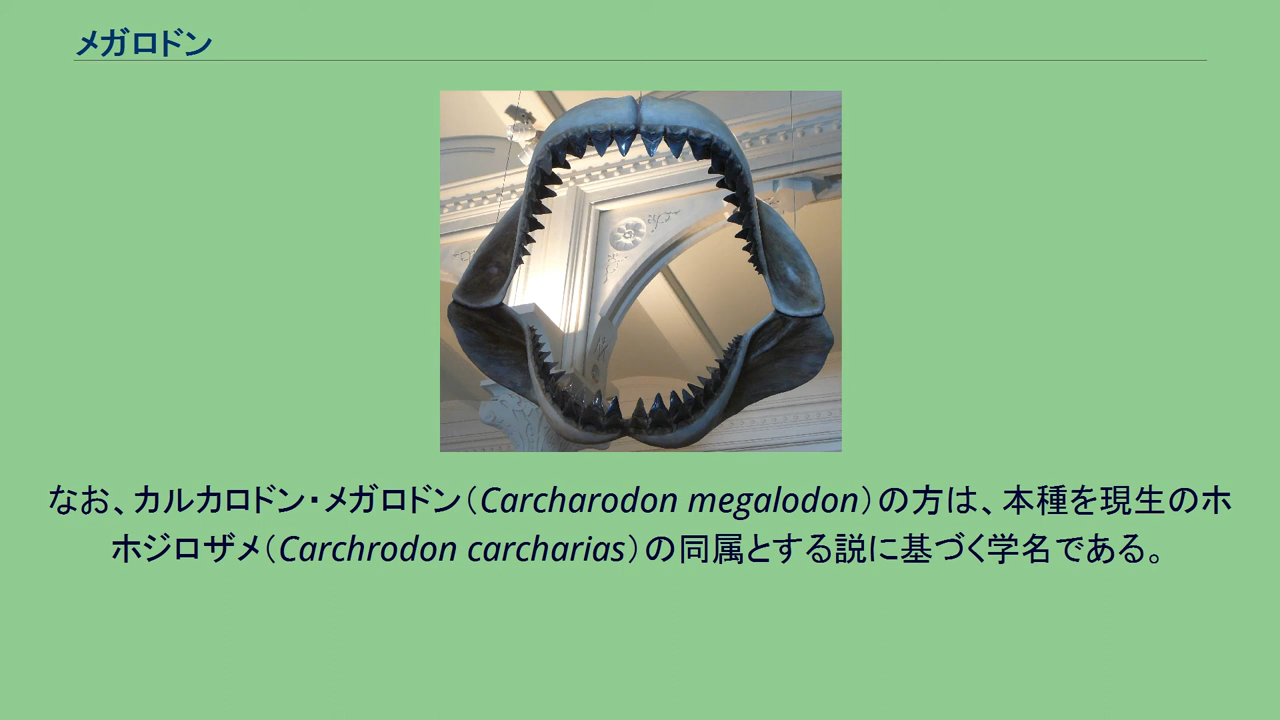 メガロドン
なお、カルカロドン・メガロドン（Carcharodon megalodon）の方は、本種を現生のホ
ホジロザメ（Carchrodon carcharias）の同属とする説に基づく学名である。